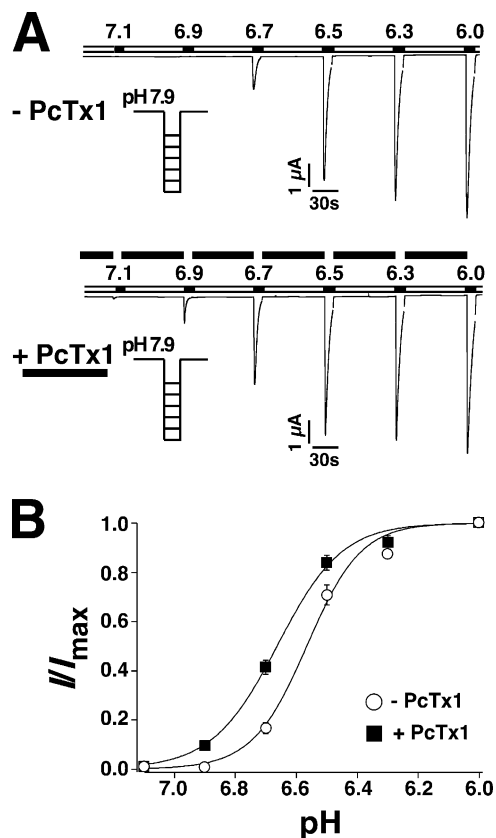 A
7.1 6.9 6.7 6.5 6.3 6.0
- PcTx1
pH 7.9
1 µA
30s
7.1 6.9 6.7 6.5 6.3 6.0
+ PcTx1
pH 7.9
1 µA
30s
B
1.0
0.8
0.6
0.4
0.2
0.0
I/Imax
- PcTx1
+ PcTx1
7.0 6.8 6.6 6.4 6.2 6.0
pH